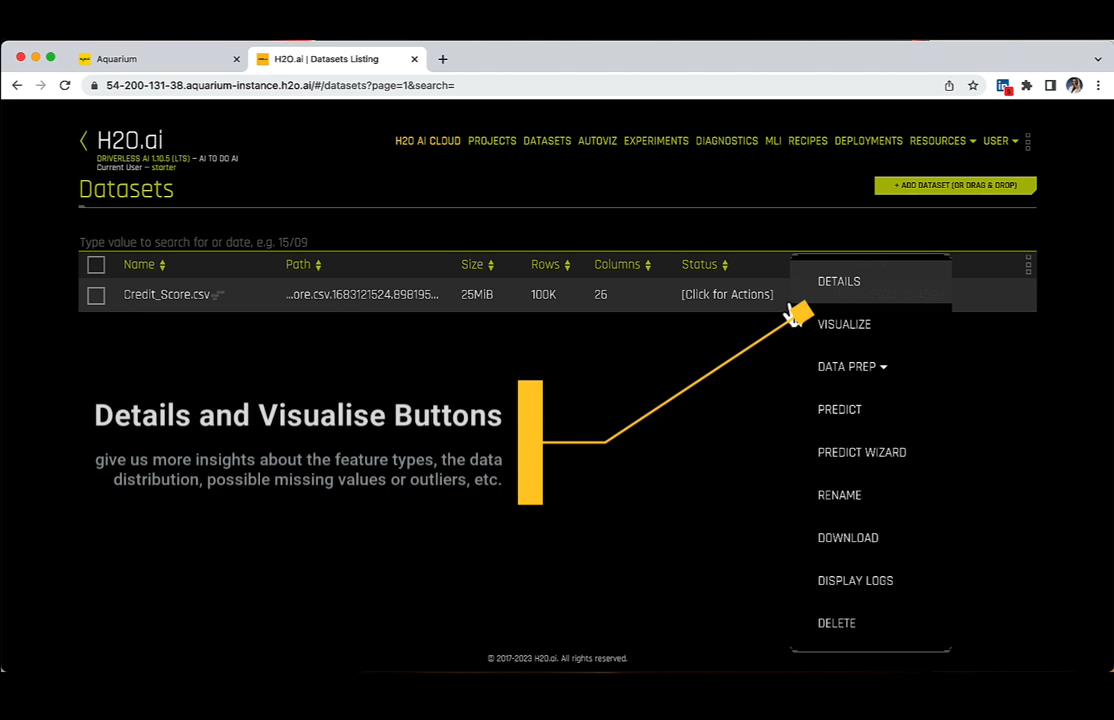 Aquarium
H2O.ai | Datasets Listing
54-200-131-38.aquarium-instance.h2o.ai/#/datasets?page=1&search=
H2O.ai
DRIVERLESS AI 1.10.5 (LTS) – AI TO DO AI
Current User – starter
H2O AI CLOUD PROJECTS DATASETS AUTOVIZ EXPERIMENTS DIAGNOSTICS MLI RECIPES DEPLOYMENTS RESOURCES USER
Datasets
+ ADD DATASET (OR DRAG & DROP)
Type value to search for or date, e.g. 15/09
Name Path Size Rows Columns Status
Credit_Score.csv ...ore.csv.1683121524.898195... 25MiB 100K 26 [Click for Actions]
DETAILS
VISUALIZE
DATA PREP
PREDICT
PREDICT WIZARD
RENAME
DOWNLOAD
DISPLAY LOGS
DELETE
Details and Visualise Buttons
give us more insights about the feature types, the data
distribution, possible missing values or outliers, etc.
© 2017-2023 H2O.ai. All rights reserved.